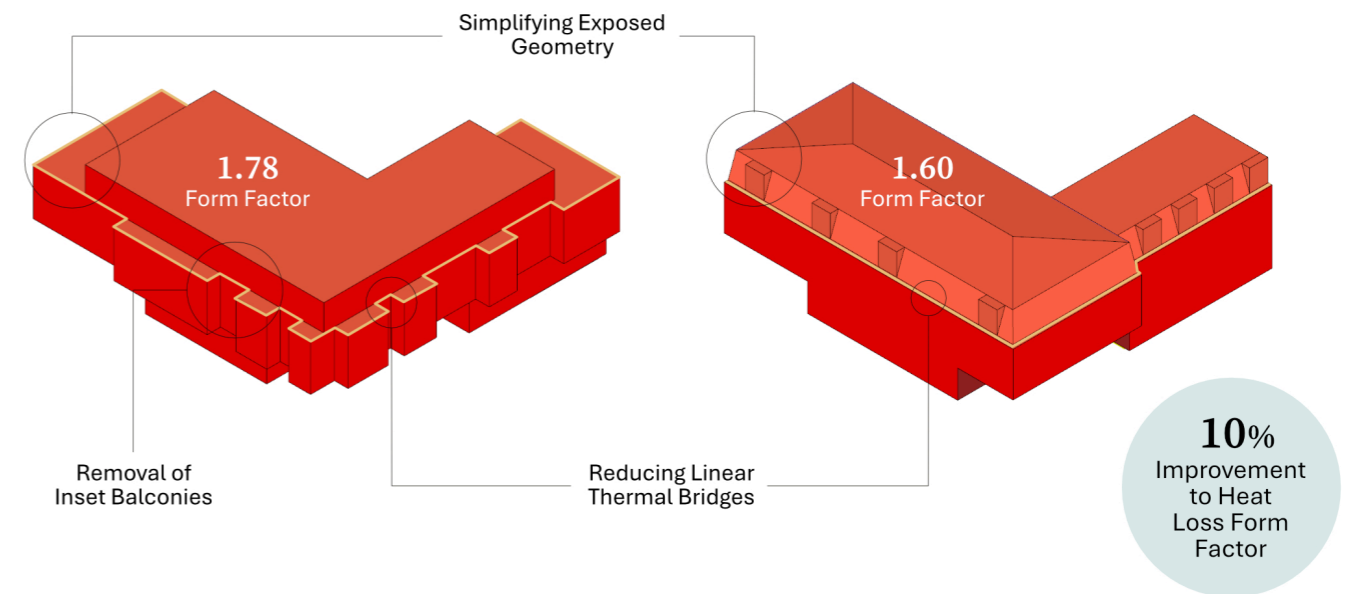 Simplifying Exposed
Geometry
1.78
Form Factor
1.60
Form Factor
Removal of
Inset Balconies
Reducing Linear
Thermal Bridges
10%
Improvement
to Heat
Loss Form
Factor